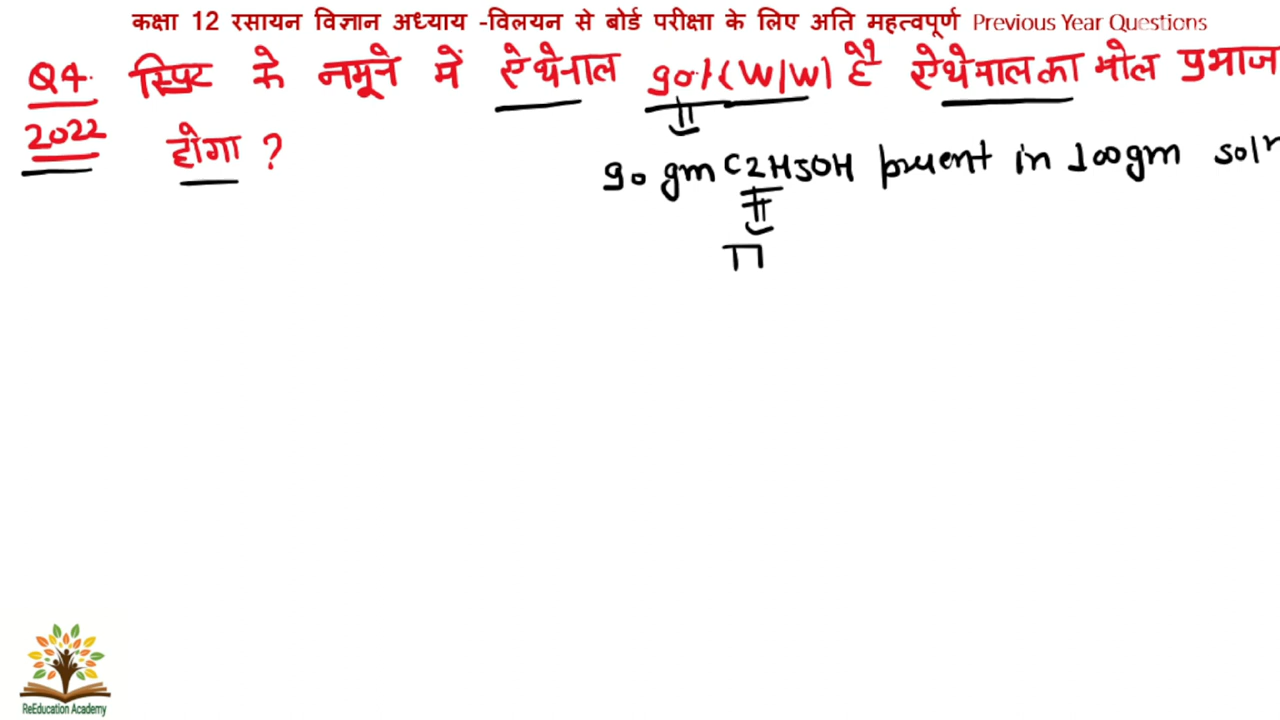 कक्षा 12 रसायन विज्ञान अध्याय -विलयन से बोर्ड परीक्षा के लिए अति महत्वपूर्ण Previous Year Questions
Q4. स्प्रिट के नमूने में ऐथेनाल 90%(W/W) है ऐथेनालका मोल प्रभाज
2022 होगा ?
90 gm C2H5OH present in 100gm solⁿ
ReEducation Academy